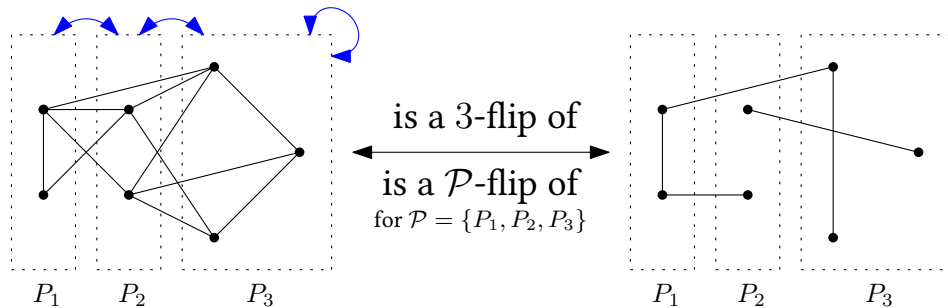 is a 3-flip of
is a 𝒫-flip of
for 𝒫 = {P₁, P₂, P₃}
P₁ P₂ P₃ P₁ P₂ P₃